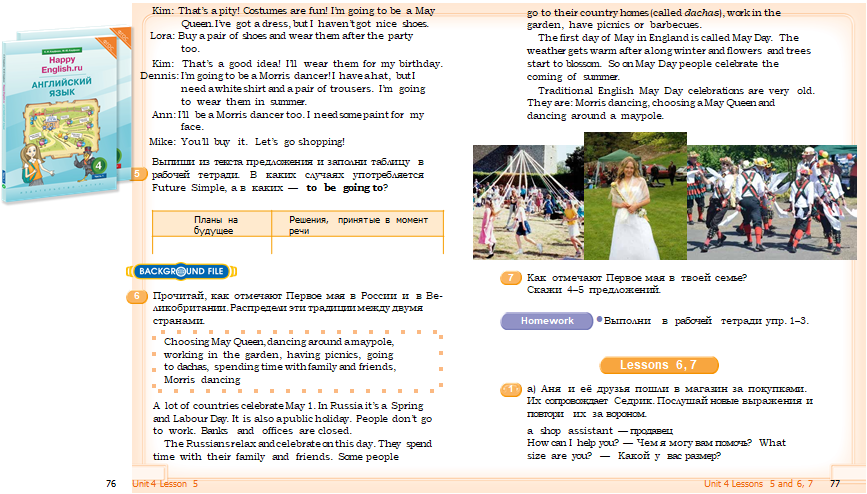 Happy
English.ru
АНГЛИЙСКИЙ
ЯЗЫК
4
Kim: That's a pity! Costumes are fun! I'm going to be a May
Queen. I've got a dress, but I haven't got nice shoes.
Lora: Buy a pair of shoes and wear them after the party
too.
Kim: That's a good idea! I'll wear them for my birthday.
Dennis: I'm going to be a Morris dancer! I have a hat, but I
need a white shirt and a pair of trousers. I'm going
to wear them in summer.
Ann: I'll be a Morris dancer too. I need some paint for my
face.
Mike: You'll buy it. Let's go shopping!
5 Выпиши из текста предложения и заполни таблицу в
рабочей тетради. В каких случаях употребляется
Future Simple, а в каких — to be going to?
Планы на
будущее
Решения, принятые в момент
речи
BACKGROUND FILE
6 Прочитай, как отмечают Первое мая в России и в Ве-
ликобритании. Распредели эти традиции между двумя
странами.
Choosing May Queen, dancing around a maypole,
working in the garden, having picnics, going
to dachas, spending time with family and friends,
Morris dancing
A lot of countries celebrate May 1. In Russia it's a Spring
and Labour Day. It is also a public holiday. People don't go
to work. Banks and offices are closed.
The Russians relax and celebrate on this day. They spend
time with their family and friends. Some people
76 Unit 4 Lesson 5
go to their country homes (called dachas), work in the
garden, have picnics or barbecues.
The first day of May in England is called May Day. The
weather gets warm after a long winter and flowers and trees
start to blossom. So on May Day people celebrate the
coming of summer.
Traditional English May Day celebrations are very old.
They are: Morris dancing, choosing a May Queen and
dancing around a maypole.
7 Как отмечают Первое мая в твоей семье?
Скажи 4–5 предложений.
Homework Выполни в рабочей тетради упр. 1–3.
Lessons 6, 7
1 а) Аня и её друзья пошли в магазин за покупками.
Их сопровождает Седрик. Послушай новые выражения и
повтори их за вороном.
a shop assistant — продавец
How can I help you? — Чем я могу вам помочь? What
size are you? — Какой у вас размер?
Unit 4 Lessons 5 and 6, 7 77